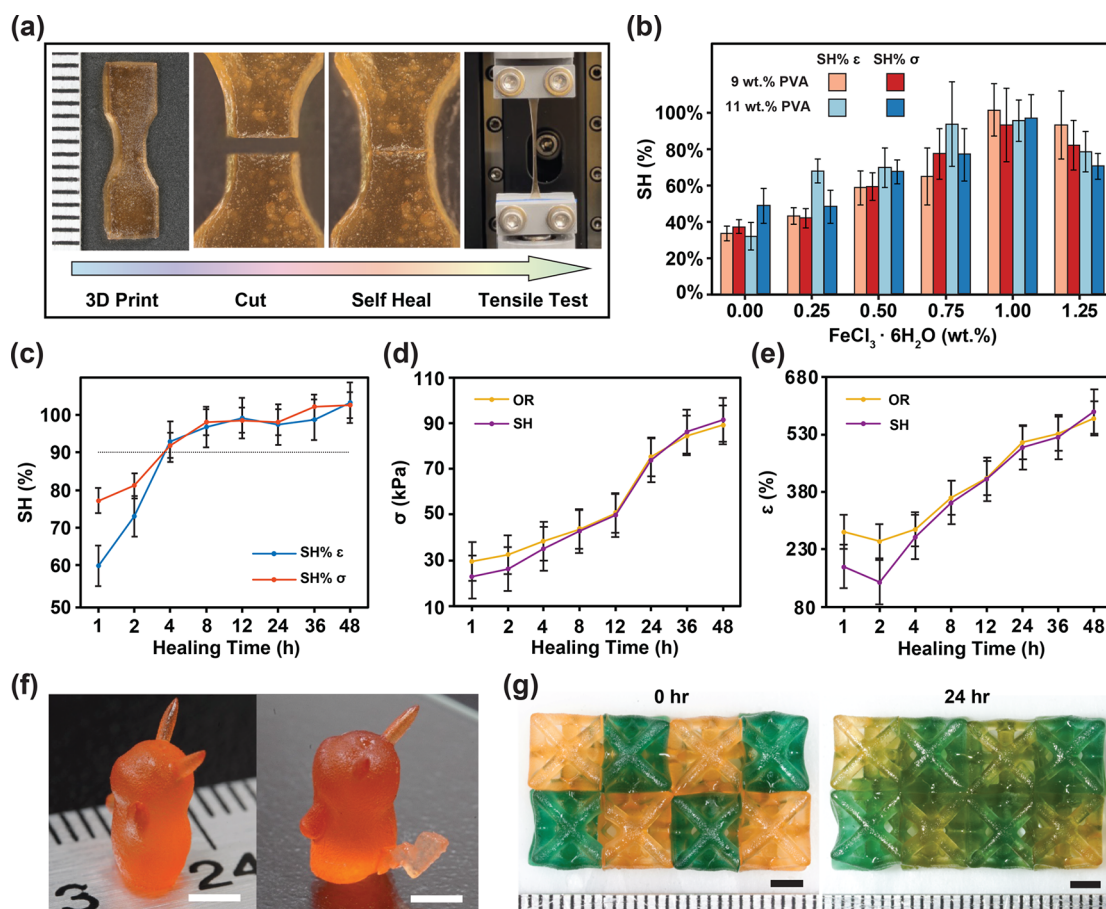 (a)
3D Print
Cut
Self Heal
Tensile Test
(b)
SH% ε SH% σ
9 wt.% PVA
11 wt.% PVA
SH (%)
100%
80%
60%
40%
20%
0%
0.00 0.25 0.50 0.75 1.00 1.25
FeCl₃ · 6H₂O (wt.%)
(c)
SH (%)
100
90
80
70
60
50
SH% ε
SH% σ
1 2 4 8 12 24 36 48
Healing Time (h)
(d)
σ (kPa)
110
90
70
50
30
10
OR
SH
1 2 4 8 12 24 36 48
Healing Time (h)
(e)
ε (%)
680
530
380
230
80
OR
SH
1 2 4 8 12 24 36 48
Healing Time (h)
(f)
3
24
(g)
0 hr
24 hr